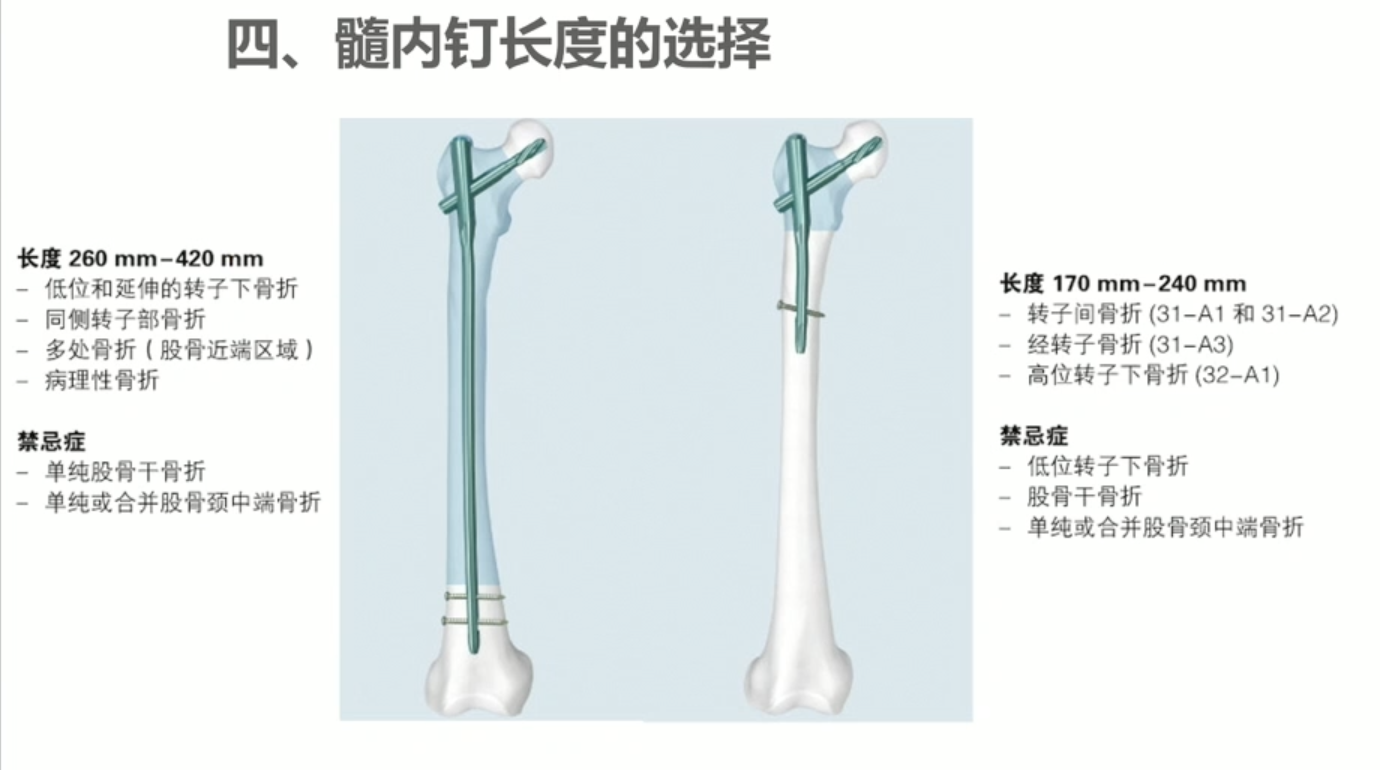 四、髓内钉长度的选择
长度 260 mm–420 mm
– 低位和延伸的转子下骨折
– 同侧转子部骨折
– 多处骨折（股骨近端区域）
– 病理性骨折
禁忌症
– 单纯股骨干骨折
– 单纯或合并股骨颈中端骨折
长度 170 mm–240 mm
– 转子间骨折 (31–A1 和 31–A2)
– 经转子骨折 (31–A3)
– 高位转子下骨折 (32–A1)
禁忌症
– 低位转子下骨折
– 股骨干骨折
– 单纯或合并股骨颈中端骨折